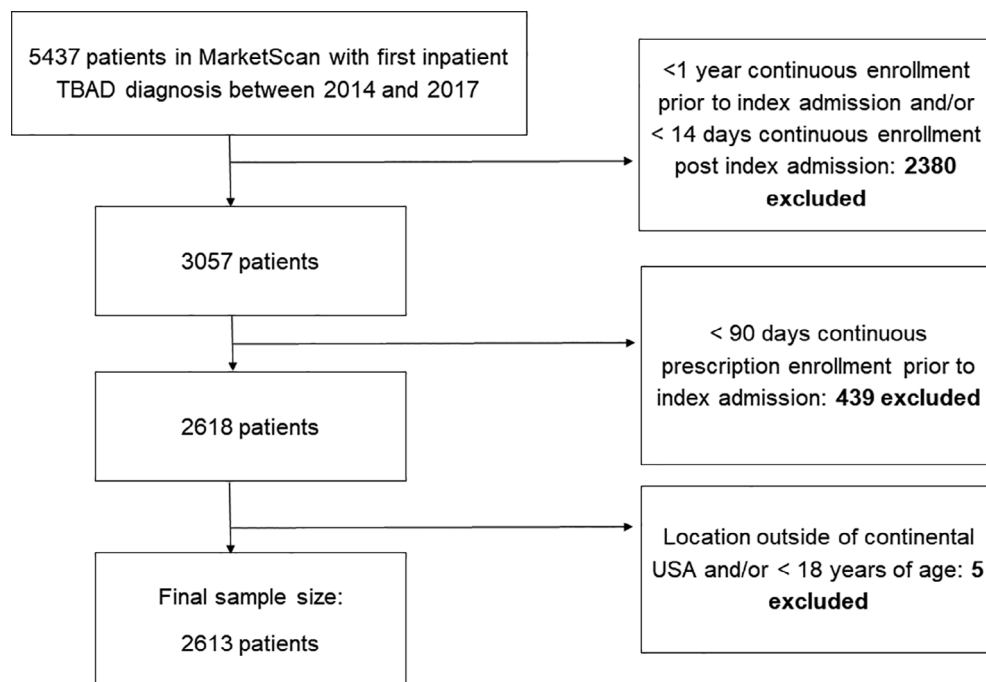 5437 patients in MarketScan with first inpatient
TBAD diagnosis between 2014 and 2017
<1 year continuous enrollment
prior to index admission and/or
< 14 days continuous enrollment
post index admission: 2380
excluded
3057 patients
< 90 days continuous
prescription enrollment prior to
index admission: 439 excluded
2618 patients
Location outside of continental
USA and/or < 18 years of age: 5
excluded
Final sample size:
2613 patients